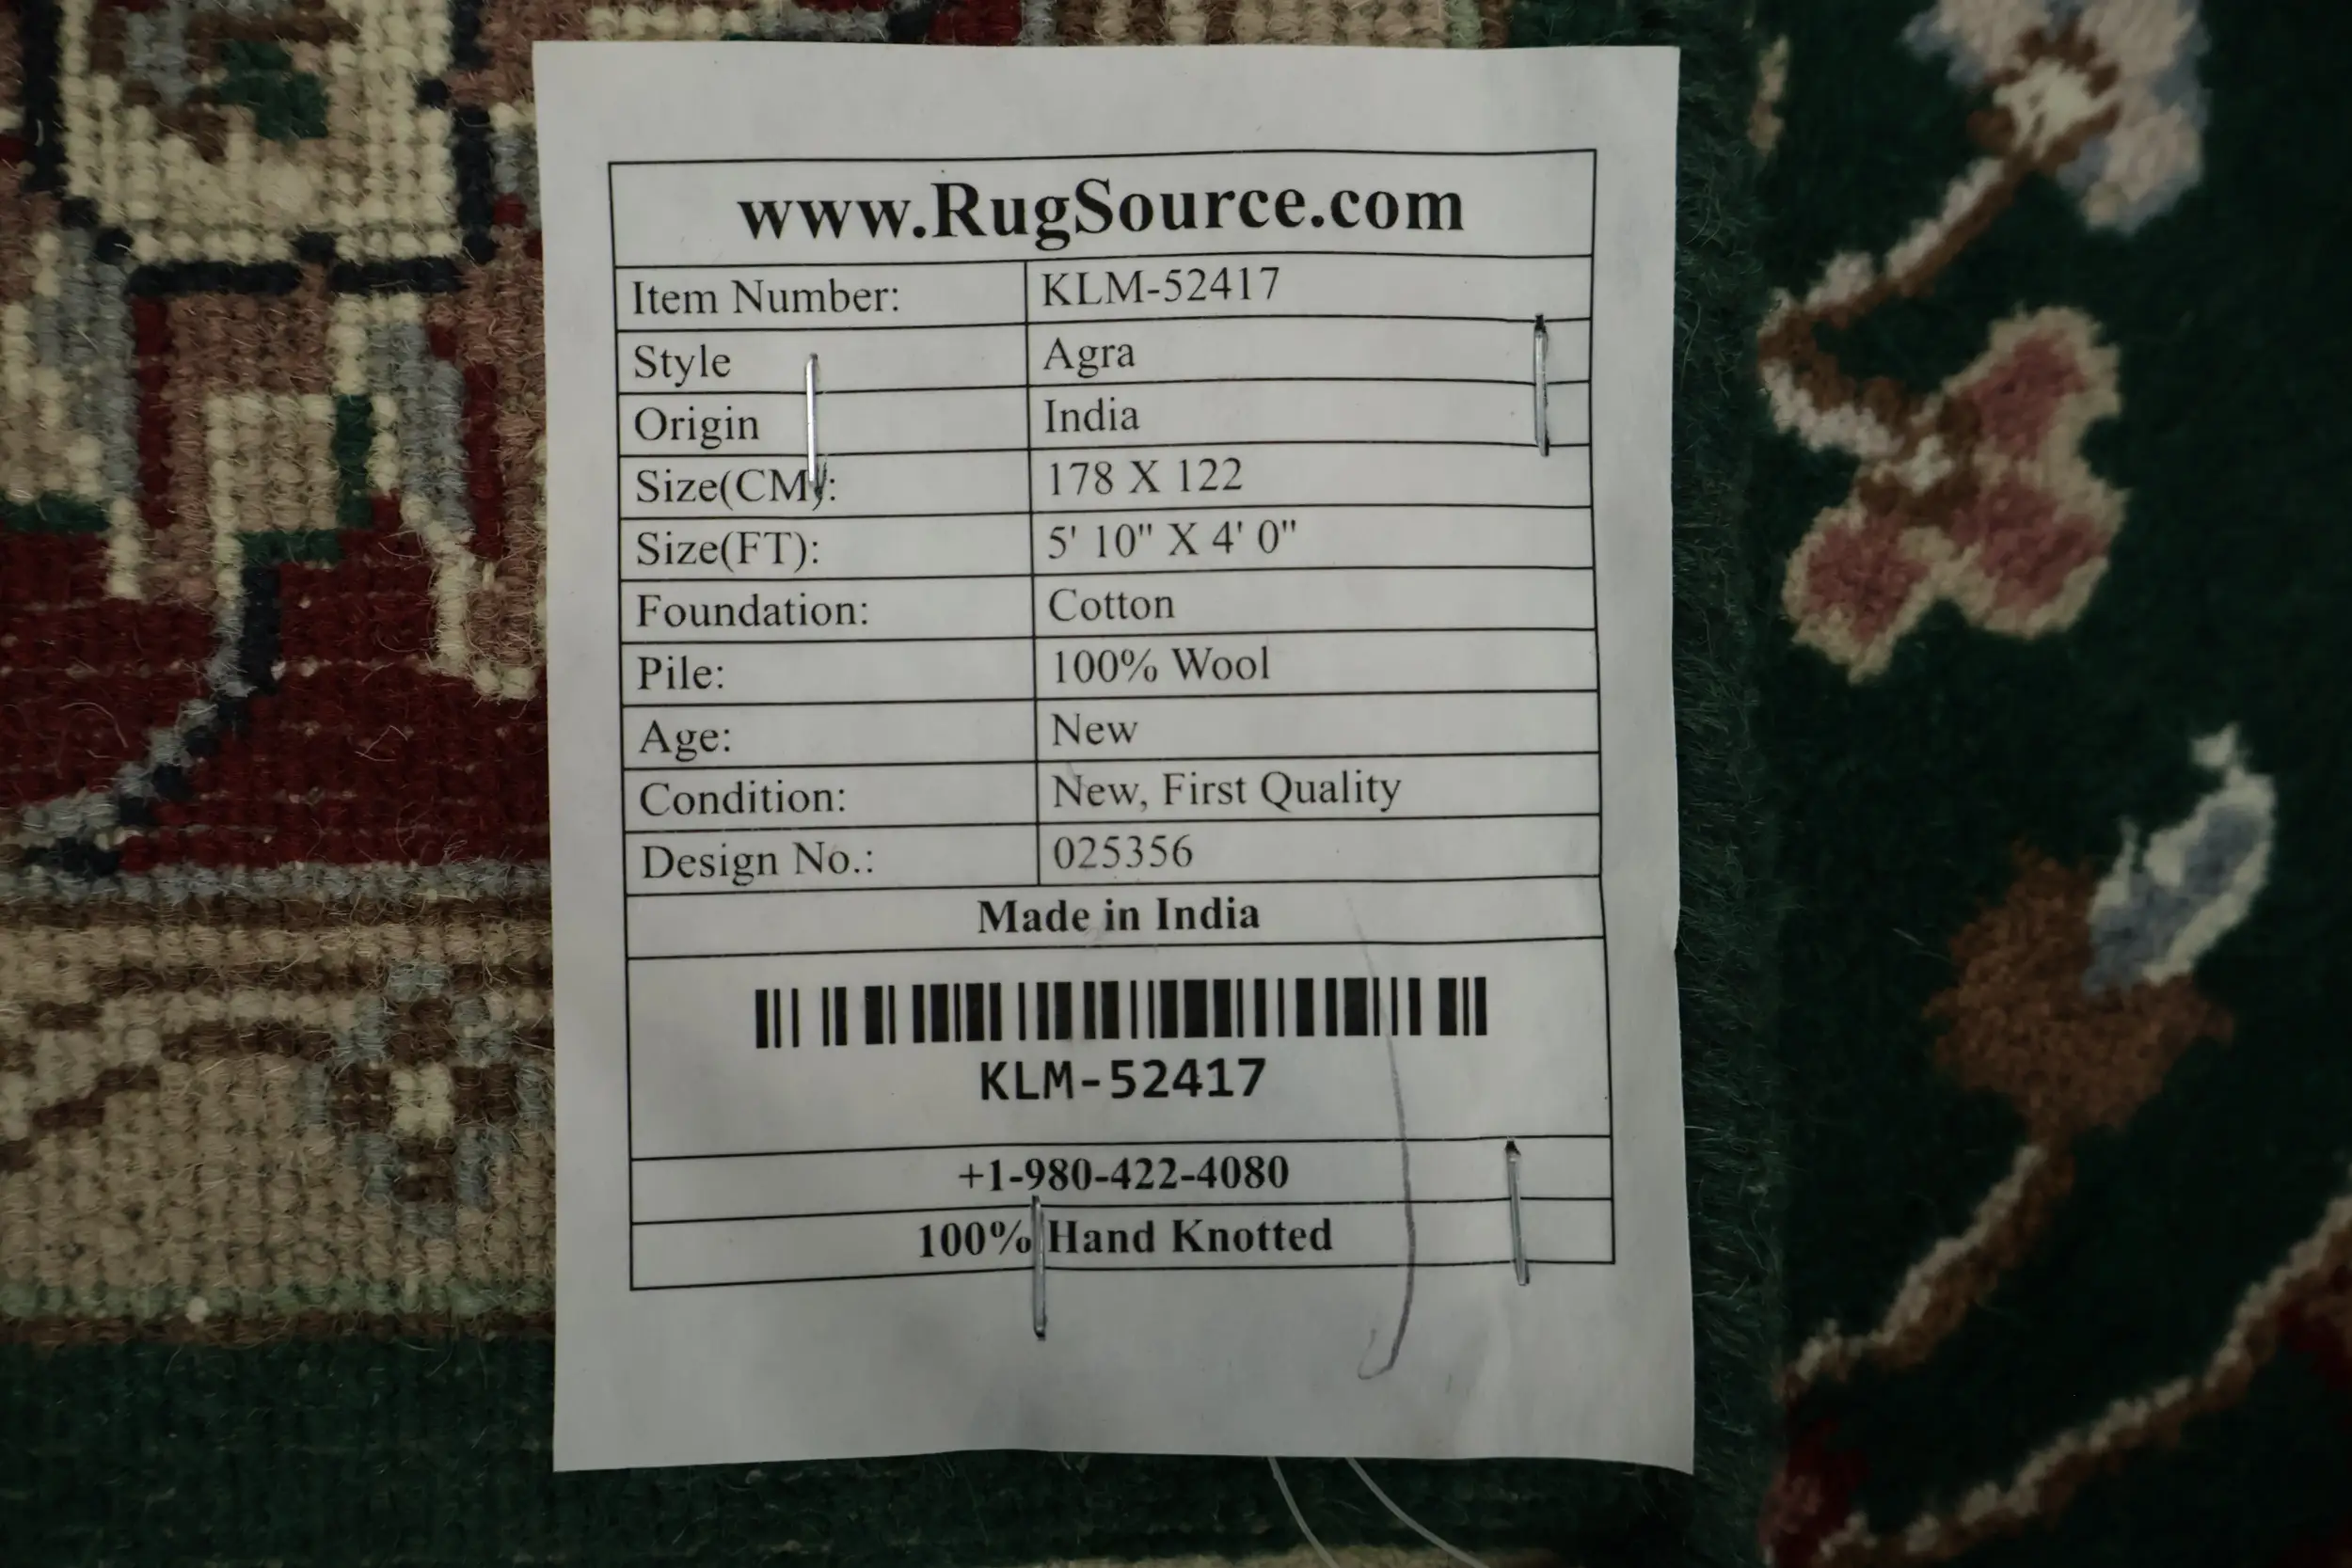 www.RugSource.com
Item Number: KLM-52417
Style Agra
Origin India
Size(CM): 178 X 122
Size(FT): 5' 10" X 4' 0"
Foundation: Cotton
Pile: 100% Wool
Age: New
Condition: New, First Quality
Design No.: 025356
Made in India
KLM-52417
+1-980-422-4080
100% Hand Knotted